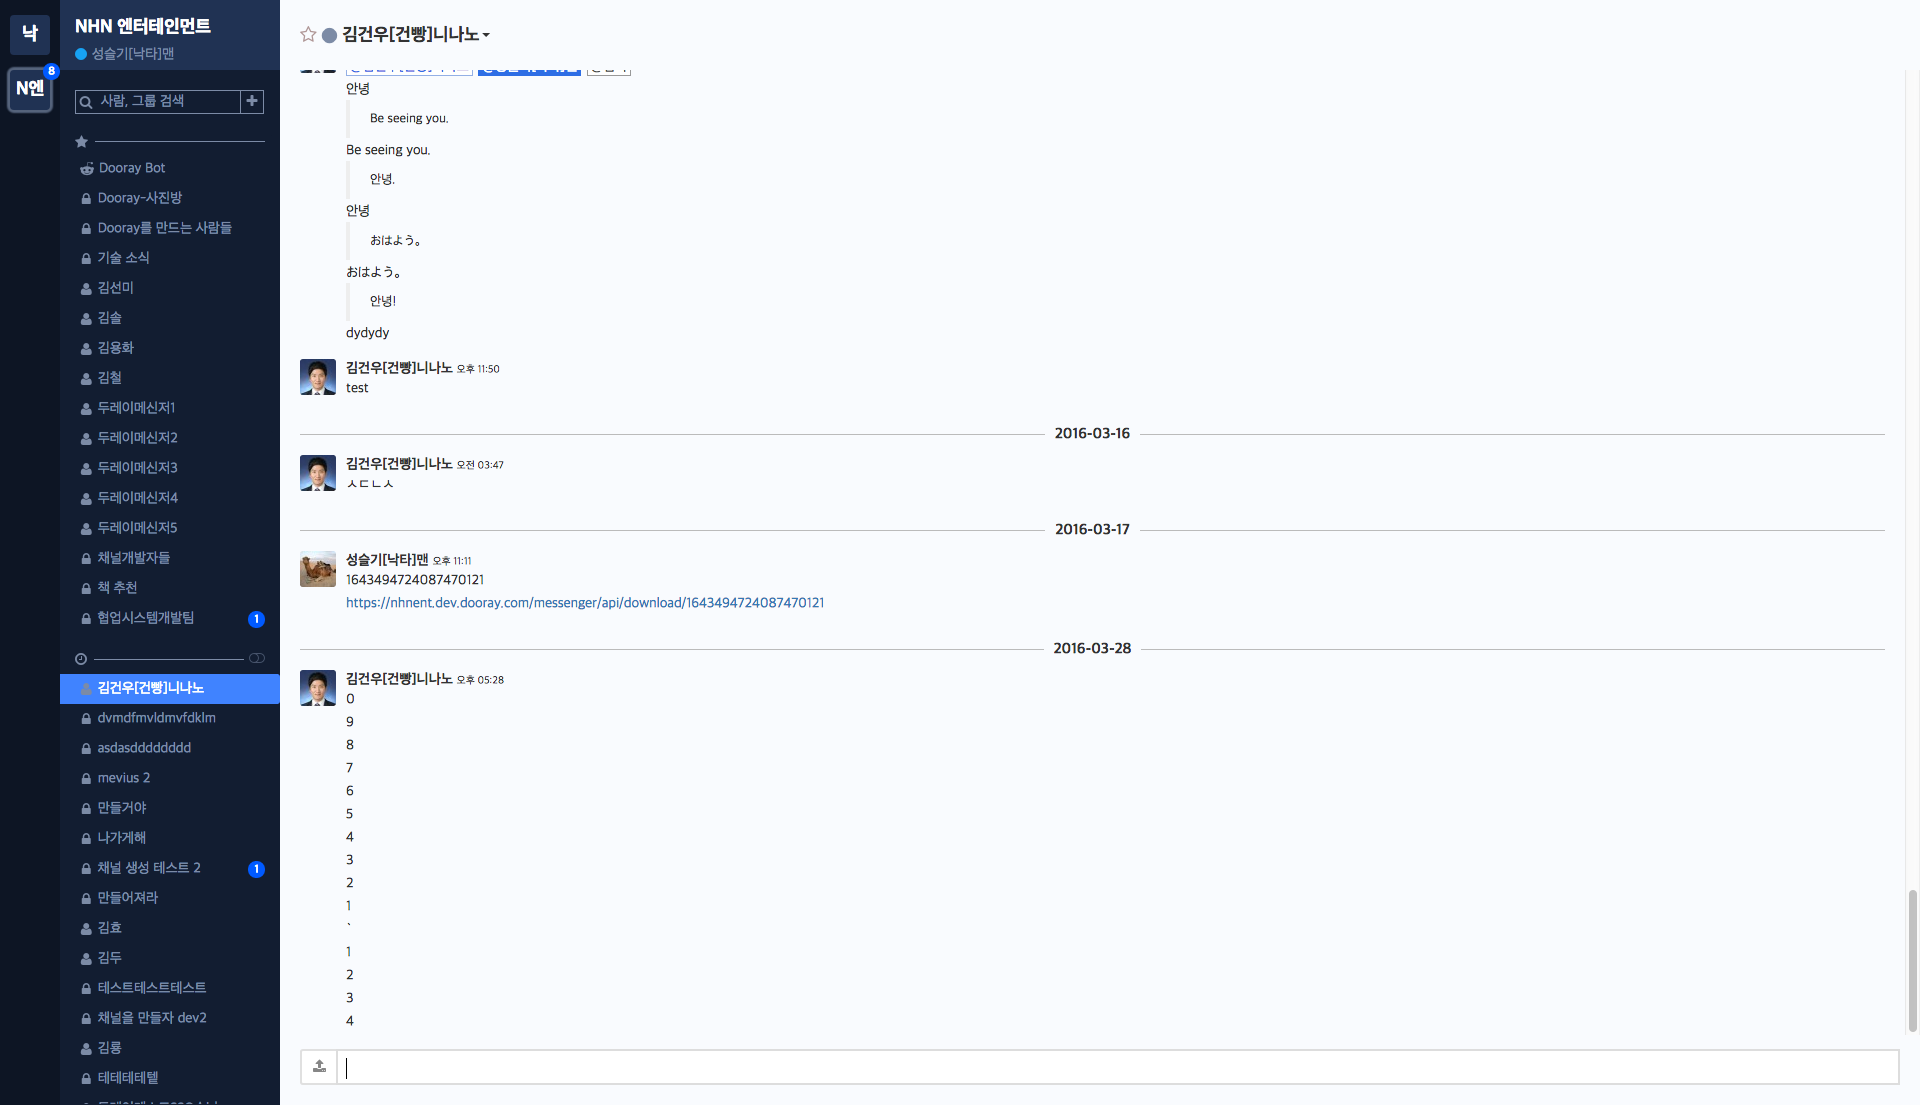 낙
N엔
8
NHN 엔터테인먼트
성슬기[낙타]맨
사람, 그룹 검색
Dooray Bot
Dooray-사진방
Dooray를 만드는 사람들
기술 소식
김선미
김솔
김용화
김철
두레이메신저1
두레이메신저2
두레이메신저3
두레이메신저4
두레이메신저5
채널개발자들
책 추천
협업시스템개발팀 1
김건우[건빵]니나노
dvmdfmvldmvfdklm
asdasdddddddd
mevius 2
만들거야
나가게해
채널 생성 테스트 2 1
만들어져라
김효
김두
테스트테스트테스트
채널을 만들자 dev2
김룡
테테테테텥
김건우[건빵]니나노
안녕
Be seeing you.
Be seeing you.
안녕.
안녕
おはよう。
おはよう。
안녕!
dydydy
김건우[건빵]니나노 오후 11:50
test
2016-03-16
김건우[건빵]니나노 오전 03:47
ㅅㄷㄴㅅ
2016-03-17
성슬기[낙타]맨 오후 11:11
1643494724087470121
https://nhnent.dev.dooray.com/messenger/api/download/1643494724087470121
2016-03-28
김건우[건빵]니나노 오후 05:28
0
9
8
7
6
5
4
3
2
1
`
1
2
3
4